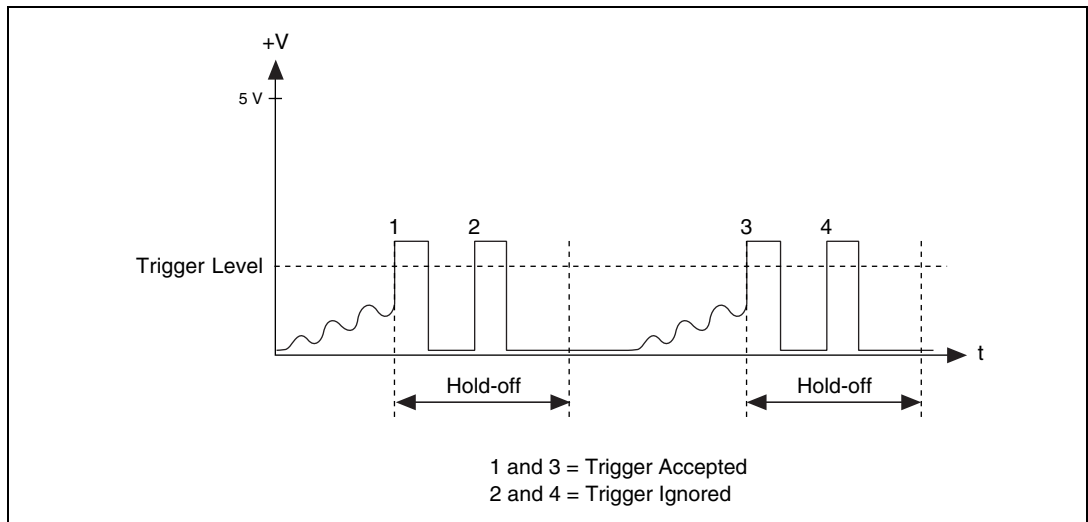 +V
5 V
1 2 3 4
Trigger Level
t
Hold-off Hold-off
1 and 3 = Trigger Accepted
2 and 4 = Trigger Ignored